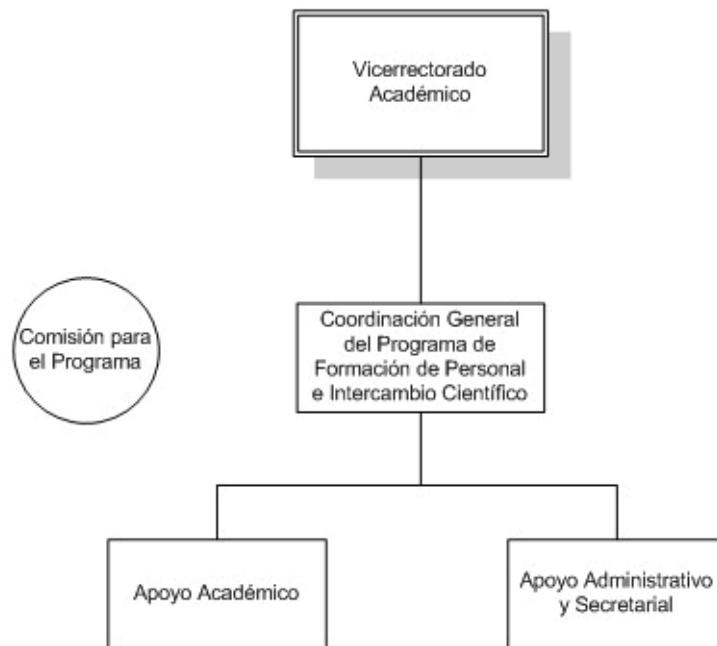 Vicerrectorado
Académico
Comisión para
el Programa
Coordinación General
del Programa de
Formación de Personal
e Intercambio Científico
Apoyo Académico
Apoyo Administrativo
y Secretarial